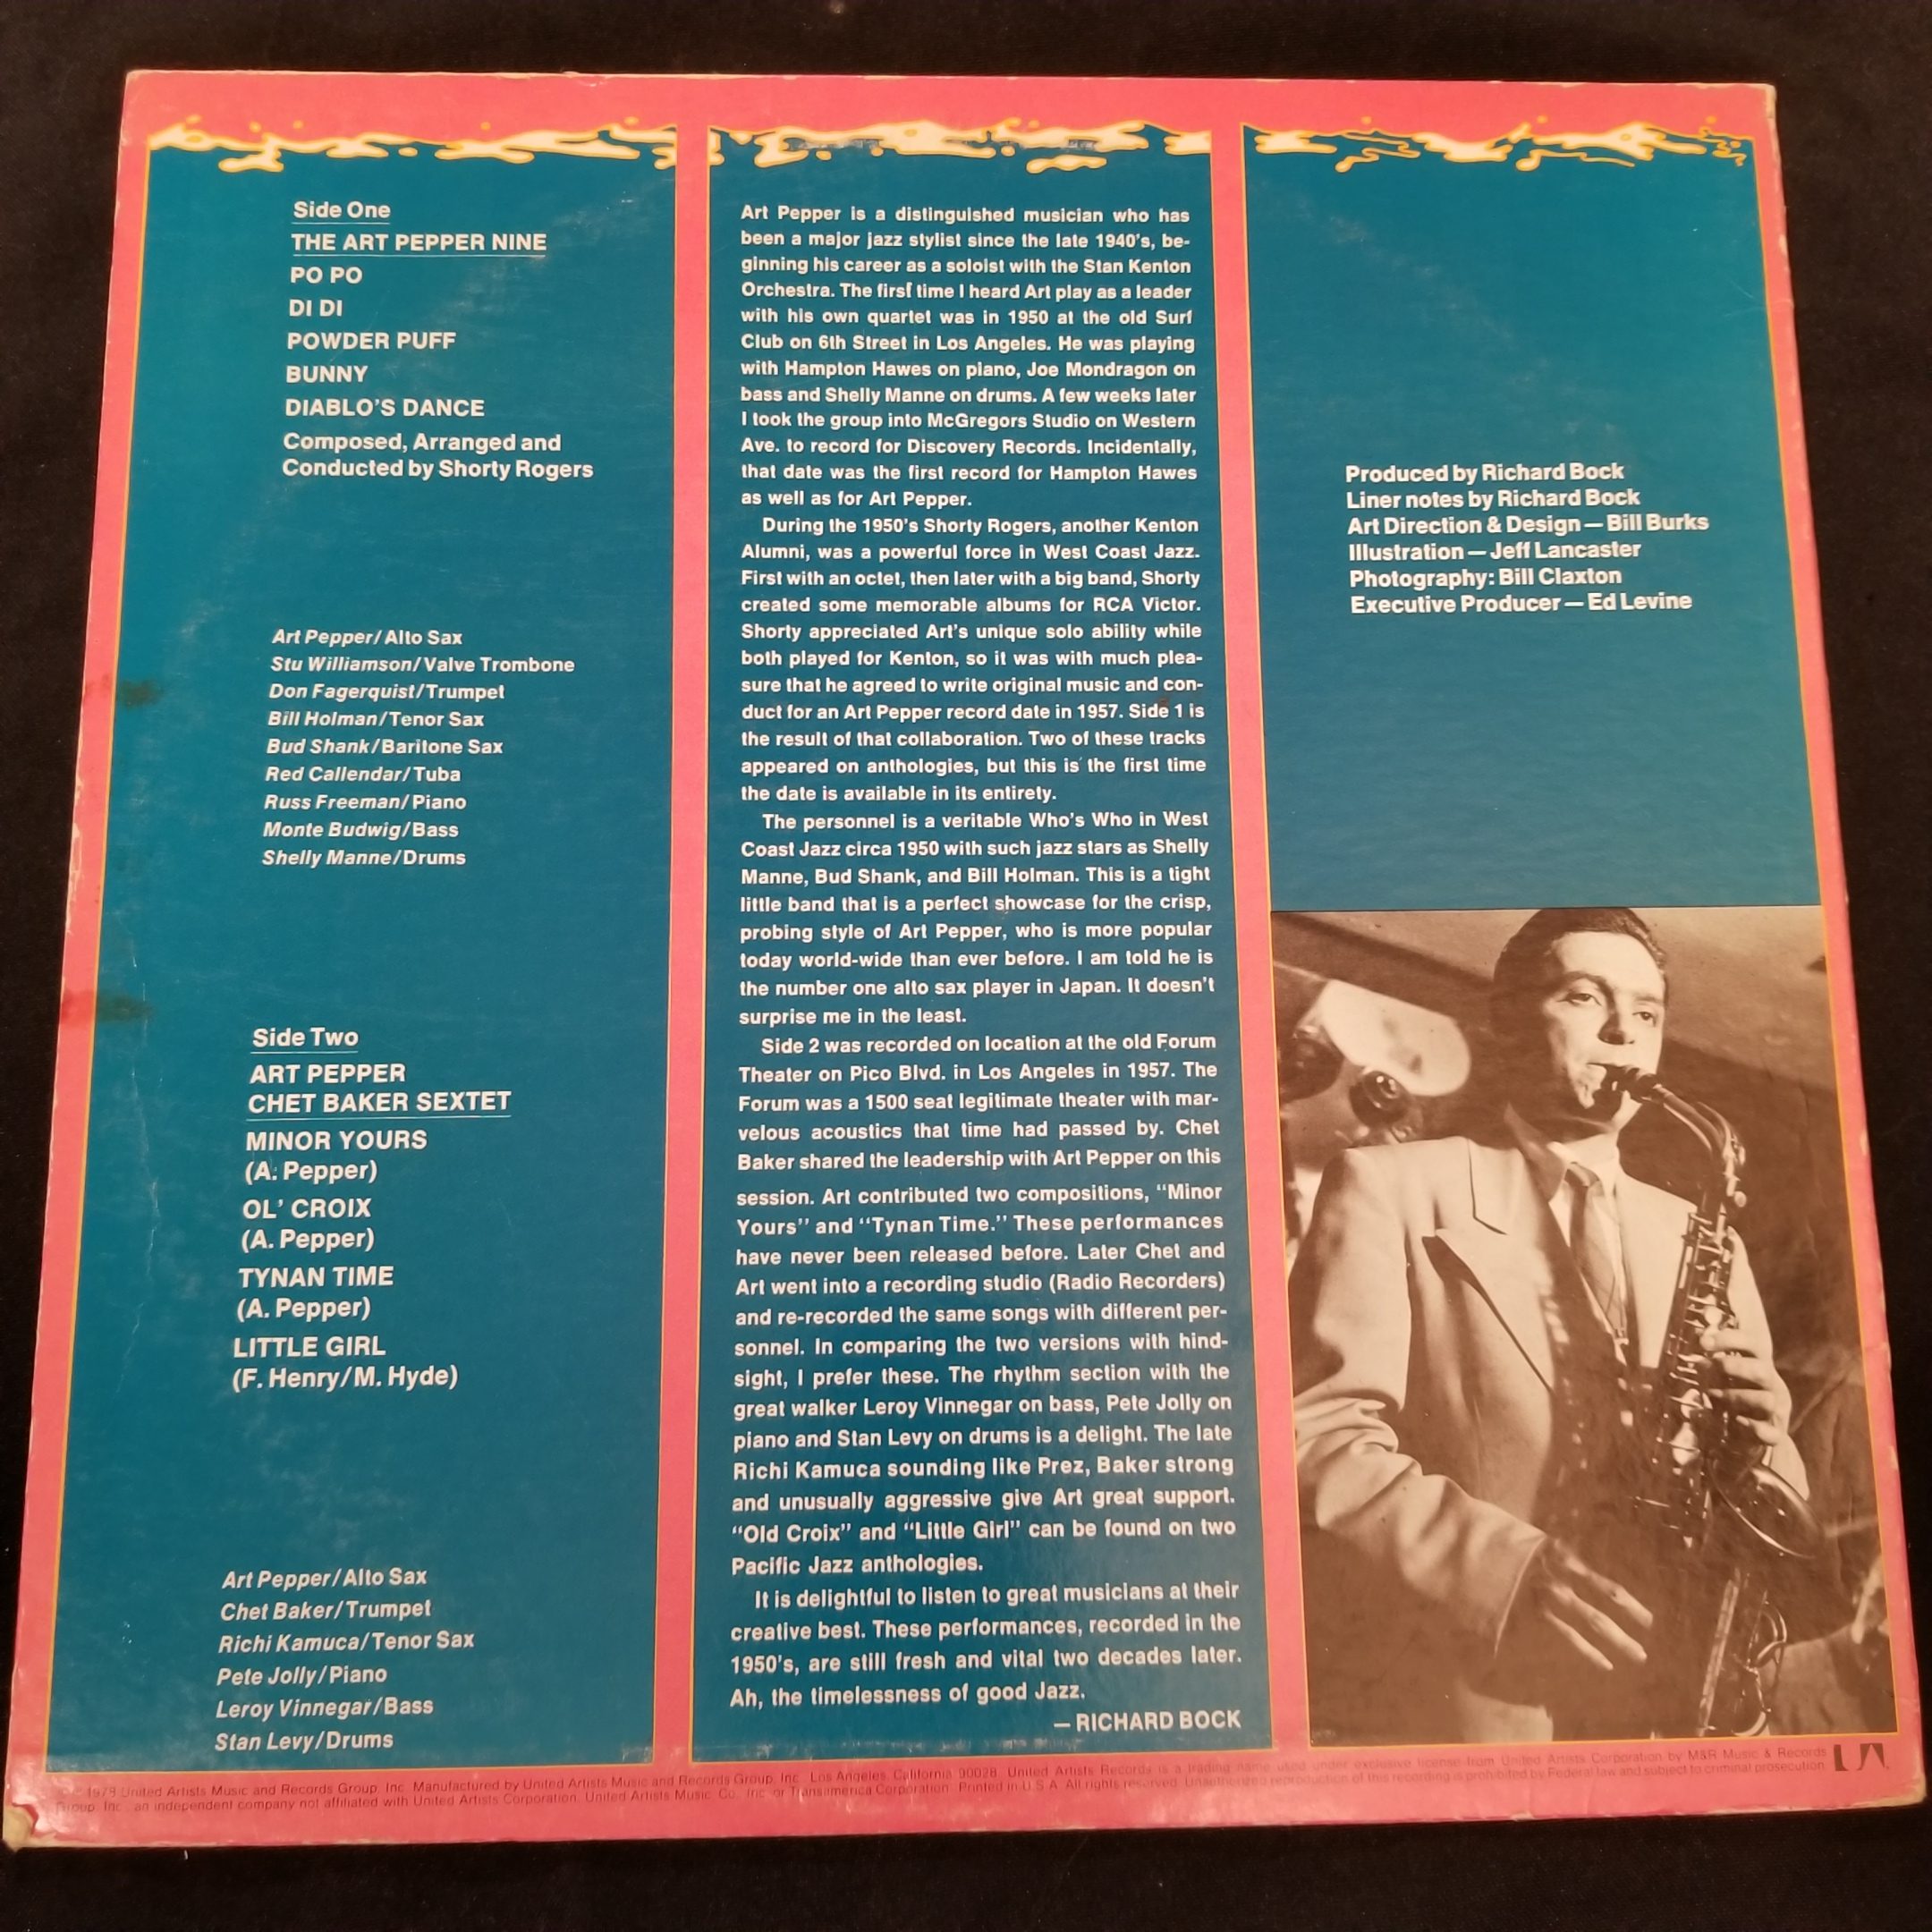 Side One
THE ART PEPPER NINE
PO PO
DI DI
POWDER PUFF
BUNNY
DIABLO'S DANCE
Composed, Arranged and
Conducted by Shorty Rogers
Art Pepper/Alto Sax
Stu Williamson/Valve Trombone
Don Fagerquist/Trumpet
Bill Holman/Tenor Sax
Bud Shank/Baritone Sax
Red Callendar/Tuba
Russ Freeman/Piano
Monte Budwig/Bass
Shelly Manne/Drums
Side Two
ART PEPPER
CHET BAKER SEXTET
MINOR YOURS
(A. Pepper)
OL' CROIX
(A. Pepper)
TYNAN TIME
(A. Pepper)
LITTLE GIRL
(F. Henry/M. Hyde)
Art Pepper/Alto Sax
Chet Baker/Trumpet
Richi Kamuca/Tenor Sax
Pete Jolly/Piano
Leroy Vinnegar/Bass
Stan Levy/Drums
Art Pepper is a distinguished musician who has
been a major jazz stylist since the late 1940's, be-
ginning his career as a soloist with the Stan Kenton
Orchestra. The first time I heard Art play as a leader
with his own quartet was in 1950 at the old Surf
Club on 6th Street in Los Angeles. He was playing
with Hampton Hawes on piano, Joe Mondragon on
bass and Shelly Manne on drums. A few weeks later
I took the group into McGregors Studio on Western
Ave. to record for Discovery Records. Incidentally,
that date was the first record for Hampton Hawes
as well as for Art Pepper.
During the 1950's Shorty Rogers, another Kenton
Alumni, was a powerful force in West Coast Jazz.
First with an octet, then later with a big band, Shorty
created some memorable albums for RCA Victor.
Shorty appreciated Art's unique solo ability while
both played for Kenton, so it was with much plea-
sure that he agreed to write original music and con-
duct for an Art Pepper record date in 1957. Side 1 is
the result of that collaboration. Two of these tracks
appeared on anthologies, but this is the first time
the date is available in its entirety.
The personnel is a veritable Who's Who in West
Coast Jazz circa 1950 with such jazz stars as Shelly
Manne, Bud Shank, and Bill Holman. This is a tight
little band that is a perfect showcase for the crisp,
probing style of Art Pepper, who is more popular
today world-wide than ever before. I am told he is
the number one alto sax player in Japan. It doesn't
surprise me in the least.
Side 2 was recorded on location at the old Forum
Theater on Pico Blvd. in Los Angeles in 1957. The
Forum was a 1500 seat legitimate theater with mar-
velous acoustics that time had passed by. Chet
Baker shared the leadership with Art Pepper on this
session. Art contributed two compositions, "Minor
Yours" and "Tynan Time." These performances
have never been released before. Later Chet and
Art went into a recording studio (Radio Recorders)
and re-recorded the same songs with different per-
sonnel. In comparing the two versions with hind-
sight, I prefer these. The rhythm section with the
great walker Leroy Vinnegar on bass, Pete Jolly on
piano and Stan Levy on drums is a delight. The late
Richi Kamuca sounding like Prez, Baker strong
and unusually aggressive give Art great support.
"Old Croix" and "Little Girl" can be found on two
Pacific Jazz anthologies.
It is delightful to listen to great musicians at their
creative best. These performances, recorded in the
1950's, are still fresh and vital two decades later.
Ah, the timelessness of good Jazz.
—RICHARD BOCK
Produced by Richard Bock
Liner notes by Richard Bock
Art Direction & Design—Bill Burks
Illustration—Jeff Lancaster
Photography: Bill Claxton
Executive Producer—Ed Levine
United Artists Music and Records Group, Inc. Manufactured by United Artists Music and Records Group, Inc., Los Angeles, California 90028. United Artists Records is a trading name used under exclusive license from United Artists Corporation by M&R Music & Records
Group, Inc., an independent company not affiliated with United Artists Corporation, United Artists Music Co., Inc. or Transamerica Corporation. Printed in U.S.A. All rights reserved. Unauthorized reproduction of this recording is prohibited by Federal law and subject to criminal prosecution.
UA